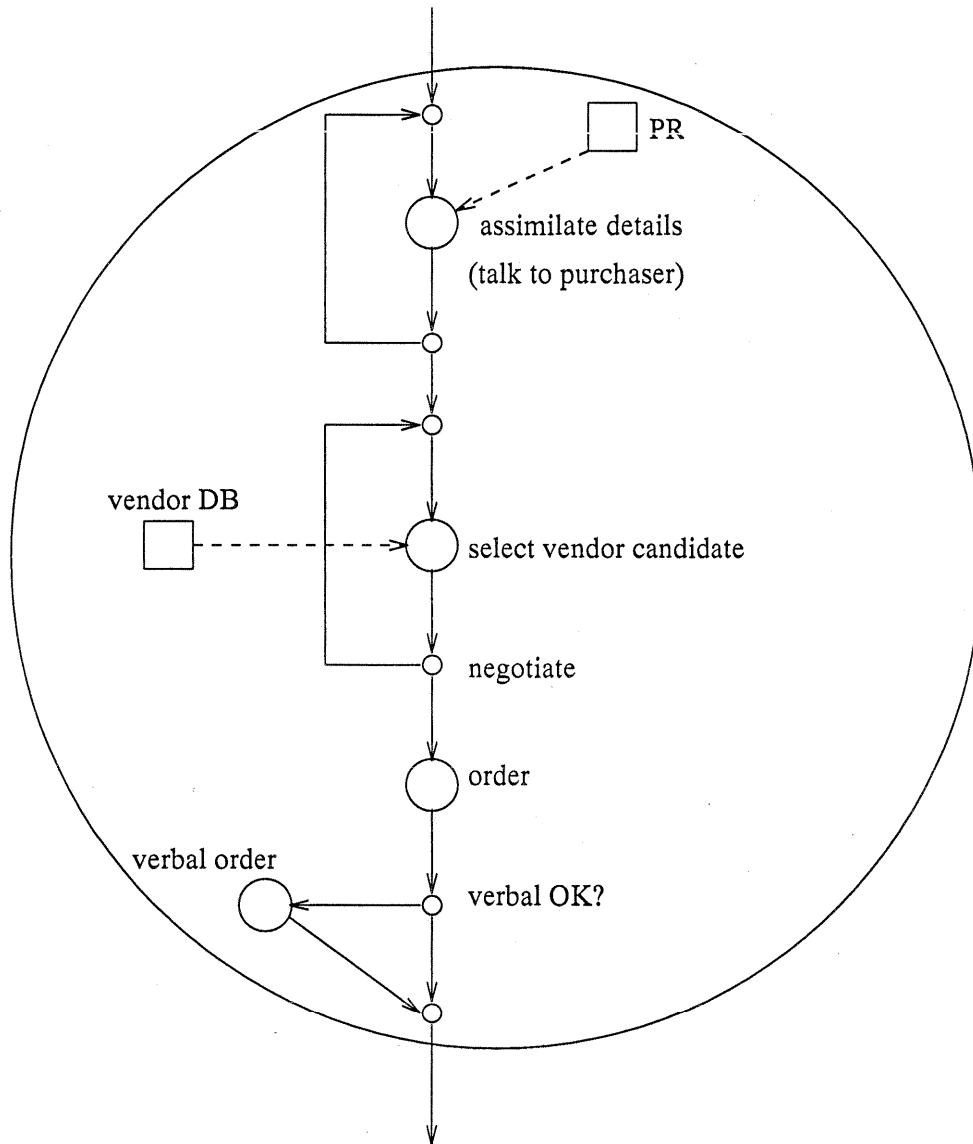 PR
assimilate details
(talk to purchaser)
vendor DB
select vendor candidate
negotiate
order
verbal order
verbal OK?